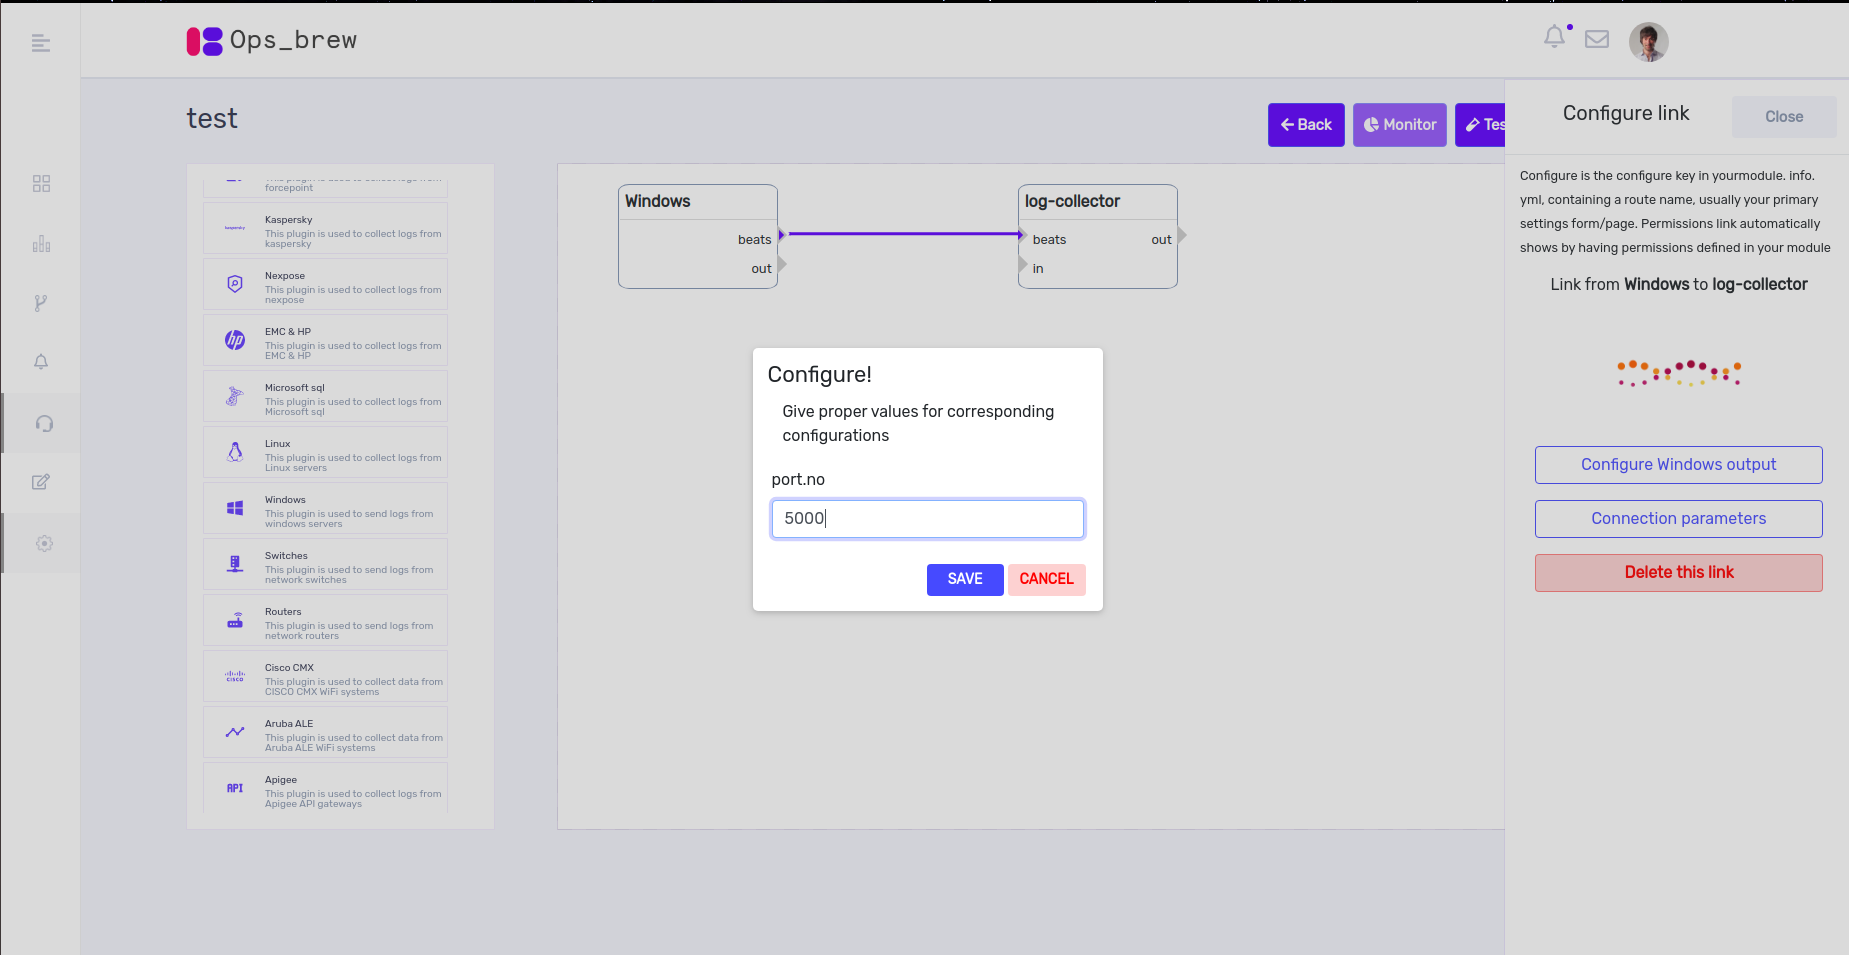 Ops_brew
test
Back
Monitor
Tes
forcepoint
Kaspersky
kaspersky
This plugin is used to collect logs from
kaspersky
Nexpose
This plugin is used to collect logs from
nexpose
EMC & HP
hp
This plugin is used to collect logs from
EMC & HP
Microsoft sql
This plugin is used to collect logs from
Microsoft sql
Linux
This plugin is used to collect logs from
Linux servers
Windows
This plugin is used to send logs from
windows servers
Switches
This plugin is used to send logs from
network switches
Routers
This plugin is used to send logs from
network routers
Cisco CMX
CISCO
This plugin is used to collect data from
CISCO CMX WiFi systems
Aruba ALE
This plugin is used to collect data from
Aruba ALE WiFi systems
Apigee
API
This plugin is used to collect logs from
Apigee API gateways
Windows
beats
out
log-collector
beats
out
in
Configure!
Give proper values for corresponding
configurations
port.no
5000
SAVE
CANCEL
Configure link
Close
Configure is the configure key in yourmodule. info.
yml, containing a route name, usually your primary
settings form/page. Permissions link automatically
shows by having permissions defined in your module
Link from Windows to log-collector
Configure Windows output
Connection parameters
Delete this link